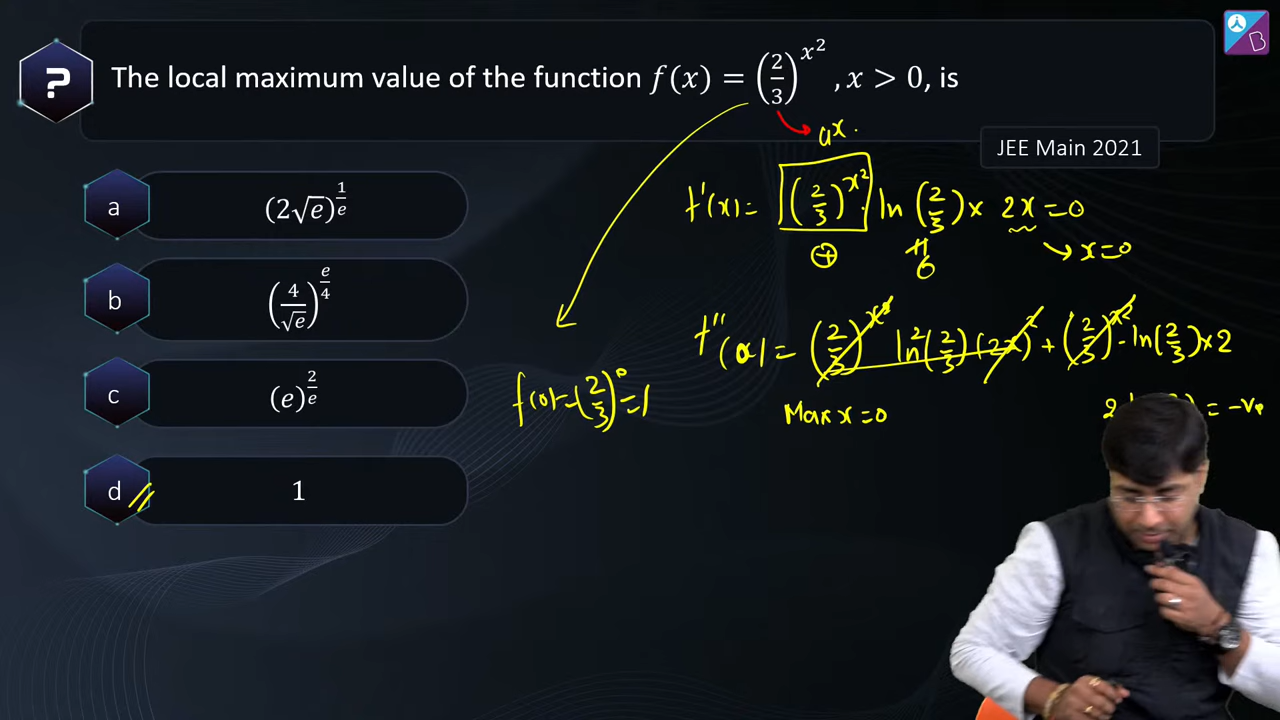 ?
The local maximum value of the function f(x) = (2/3)^x², x > 0, is
JEE Main 2021
a (2√e)^(1/e)
b (4/√e)^(e/4)
c (e)^(2/e)
d 1
aˣ.
f'(x) = (2/3)^x² . ln (2/3) × 2x = 0
+
→ x=0
(2/3)^x² ln² (2/3) (2x)² + (2/3)^x² - ln (2/3) × 2
f(0) = (2/3)⁰ = 1
Max x = 0
= -ve
B